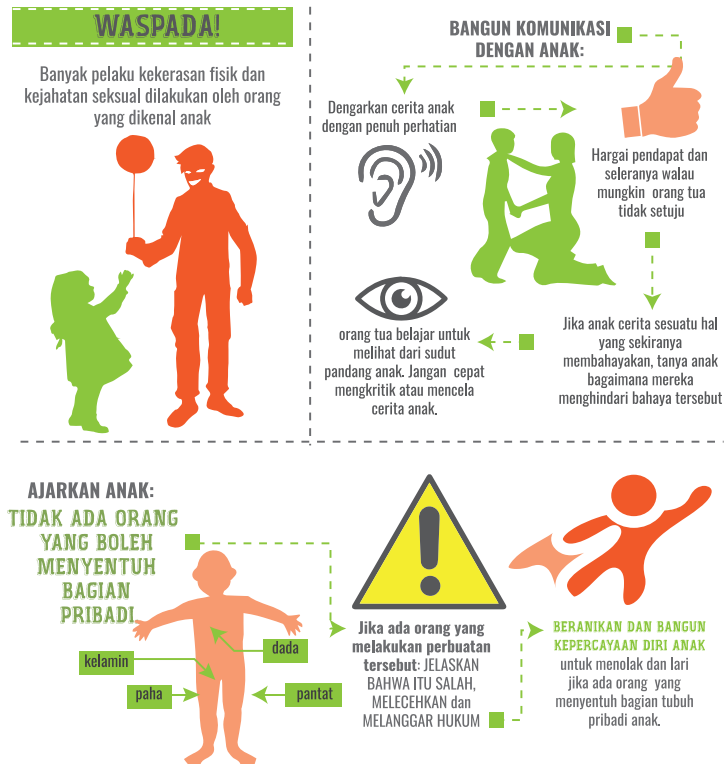 WASPADA!
Banyak pelaku kekerasan fisik dan
kejahatan seksual dilakukan oleh orang
yang dikenal anak
BANGUN KOMUNIKASI
DENGAN ANAK:
Dengarkan cerita anak
dengan penuh perhatian
Hargai pendapat dan
seleranya walau
mungkin orang tua
tidak setuju
Jika anak cerita sesuatu hal
yang sekiranya
membahayakan, tanya anak
bagaimana mereka
menghindari bahaya tersebut
orang tua belajar untuk
melihat dari sudut
pandang anak. Jangan cepat
mengkritik atau mencela
cerita anak.
AJARKAN ANAK:
TIDAK ADA ORANG
YANG BOLEH
MENYENTUH
BAGIAN
PRIBADI
dada
kelamin
paha
pantat
Jika ada orang yang
melakukan perbuatan
tersebut: JELASKAN
BAHWA ITU SALAH,
MELECEHKAN dan
MELANGGAR HUKUM
BERANIKAN DAN BANGUN
KEPERCAYAAN DIRI ANAK
untuk menolak dan lari
jika ada orang yang
menyentuh bagian tubuh
pribadi anak.